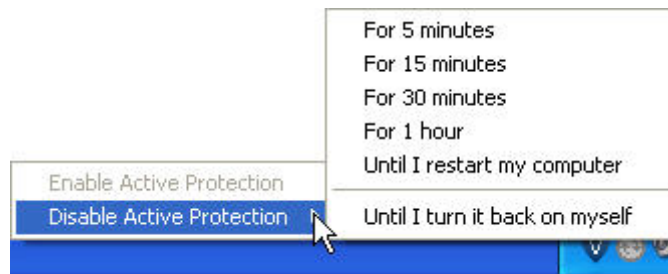 For 5 minutes
For 15 minutes
For 30 minutes
For 1 hour
Until I restart my computer
Until I turn it back on myself
Enable Active Protection
Disable Active Protection
V